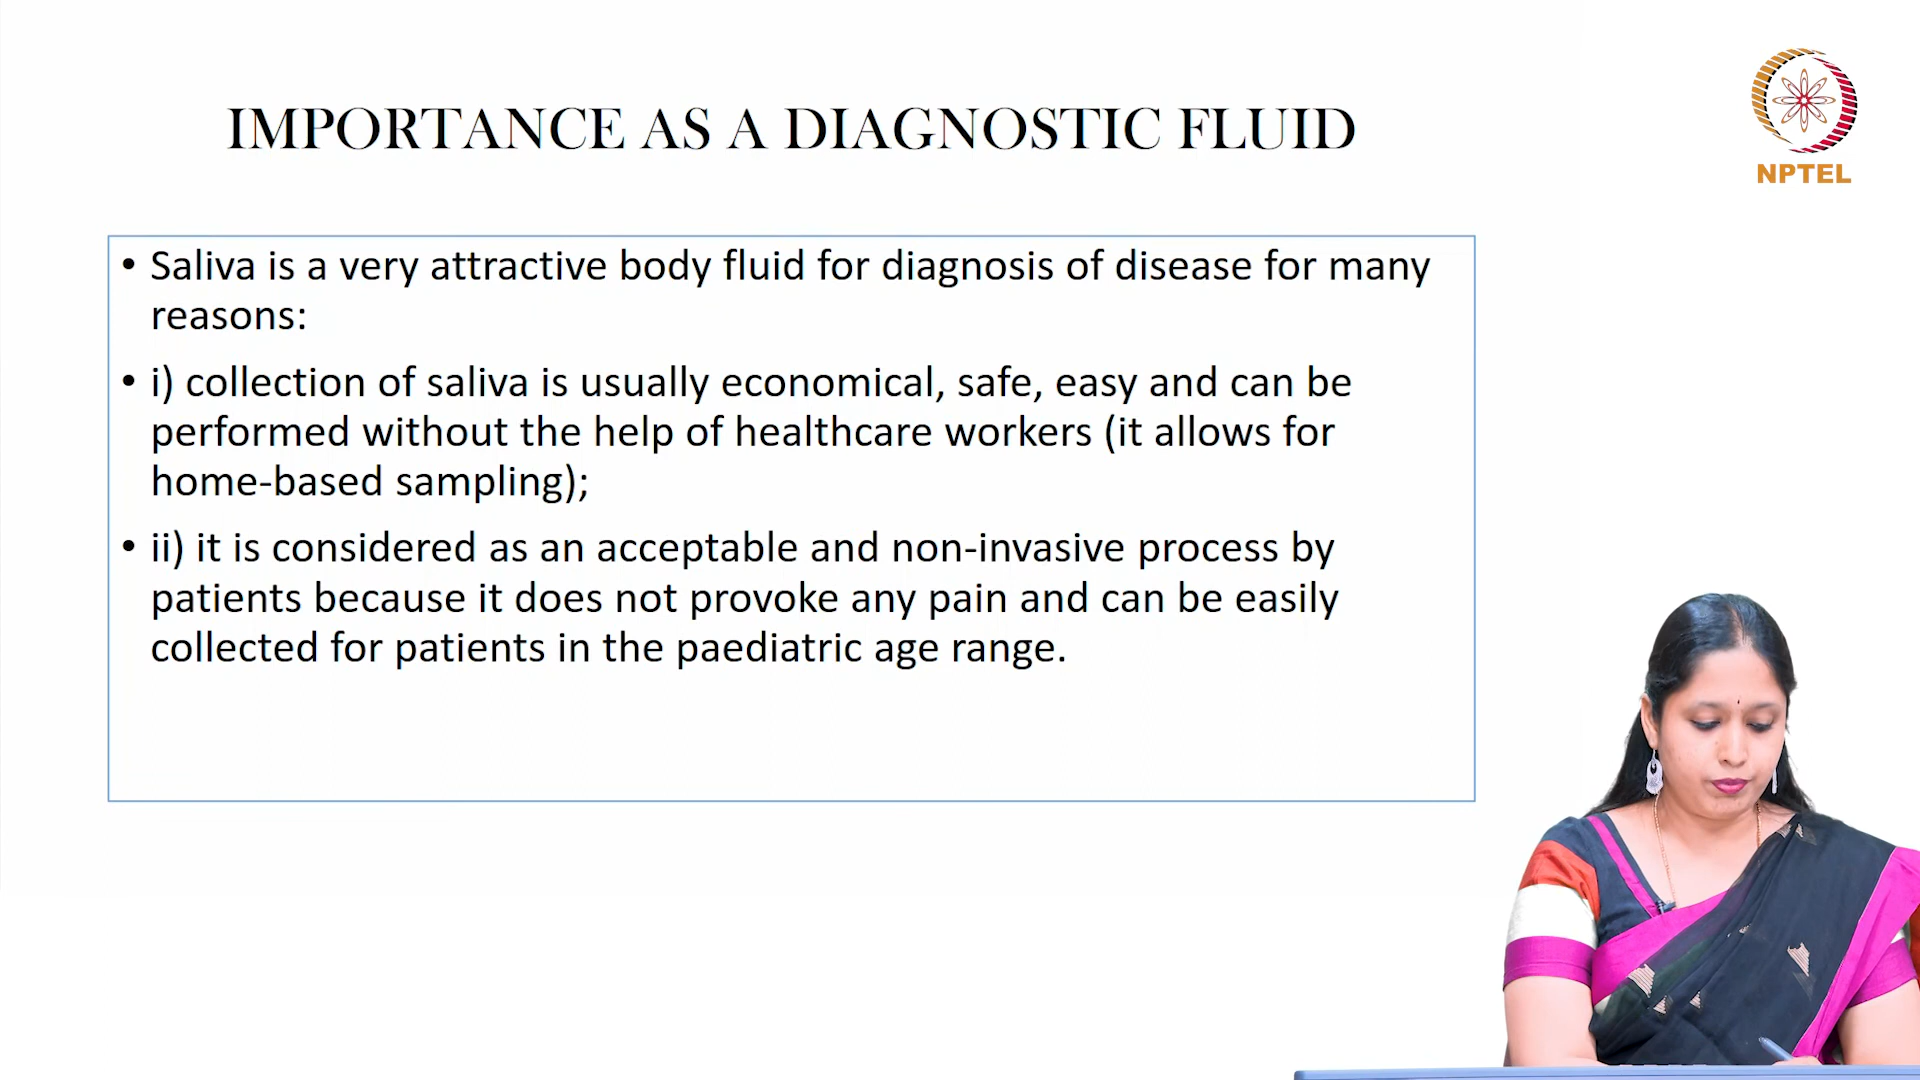 IMPORTANCE AS A DIAGNOSTIC FLUID
NPTEL
• Saliva is a very attractive body fluid for diagnosis of disease for many
reasons:
• i) collection of saliva is usually economical, safe, easy and can be
performed without the help of healthcare workers (it allows for
home-based sampling);
• ii) it is considered as an acceptable and non-invasive process by
patients because it does not provoke any pain and can be easily
collected for patients in the paediatric age range.